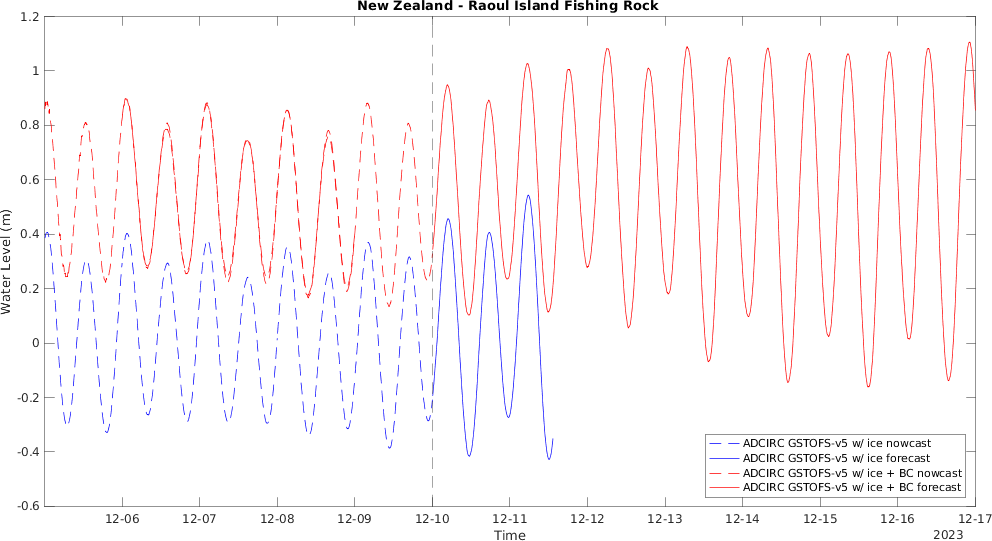 New Zealand - Raoul Island Fishing Rock
1.2
1
0.8
0.6
0.4
0.2
0
-0.2
-0.4
-0.6
Water Level (m)
ADCIRC GSTOFS-v5 w/ ice nowcast
ADCIRC GSTOFS-v5 w/ ice forecast
ADCIRC GSTOFS-v5 w/ ice + BC nowcast
ADCIRC GSTOFS-v5 w/ ice + BC forecast
12-06 12-07 12-08 12-09 12-10 12-11 12-12 12-13 12-14 12-15 12-16 12-17
Time
2023